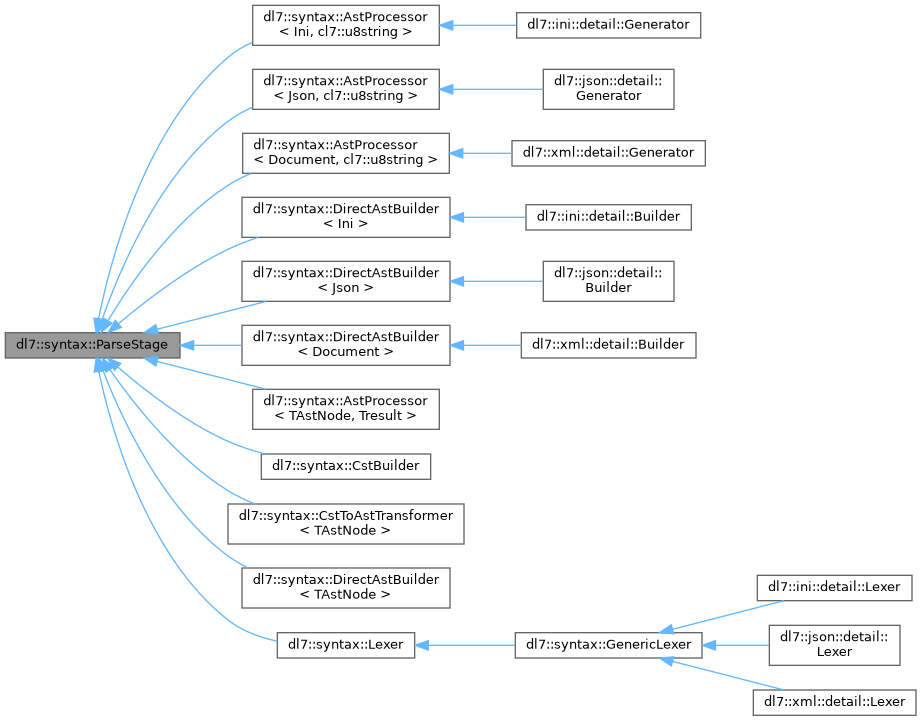 dl7::syntax::AstProcessor
< Ini, cl7::u8string >
dl7::ini::detail::Generator
dl7::syntax::AstProcessor
< Json, cl7::u8string >
dl7::json::detail::
Generator
dl7::syntax::AstProcessor
< Document, cl7::u8string >
dl7::xml::detail::Generator
dl7::syntax::DirectAstBuilder
< Ini >
dl7::ini::detail::Builder
dl7::syntax::DirectAstBuilder
< Json >
dl7::json::detail::
Builder
dl7::syntax::ParseStage
dl7::syntax::DirectAstBuilder
< Document >
dl7::xml::detail::Builder
dl7::syntax::AstProcessor
< TAstNode, Tresult >
dl7::syntax::CstBuilder
dl7::syntax::CstToAstTransformer
< TAstNode >
dl7::syntax::DirectAstBuilder
< TAstNode >
dl7::syntax::Lexer
dl7::syntax::GenericLexer
dl7::ini::detail::Lexer
dl7::json::detail::
Lexer
dl7::xml::detail::Lexer